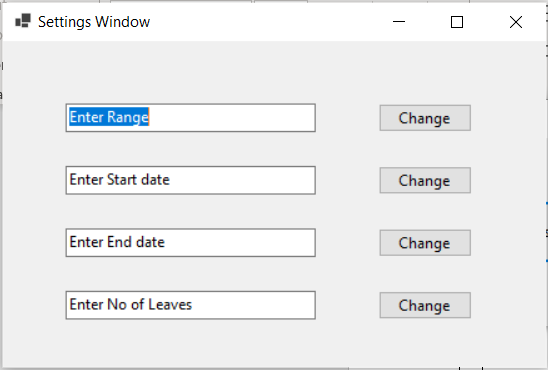 Settings Window
Enter Range Change
Enter Start date Change
Enter End date Change
Enter No of Leaves Change